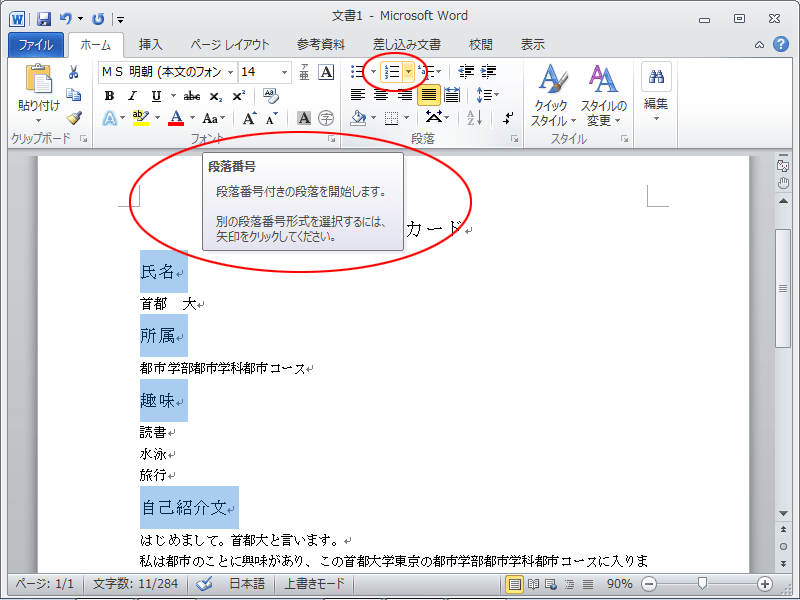 文書1 - Microsoft Word
ファイル
ホーム
挿入
ページ レイアウト
参考資料
差し込み文書
校閲
表示
貼り付け
クリップボード
ＭＳ 明朝 (本文のフォン
14
フォント
段落
クイック
スタイル
スタイルの
変更
スタイル
編集
段落番号
段落番号付きの段落を開始します。
別の段落番号形式を選択するには、
矢印をクリックしてください。
カード
氏名
首都　大
所属
都市学部都市学科都市コース
趣味
読書
水泳
旅行
自己紹介文
はじめまして。首都大と言います。
私は都市のことに興味があり、この首都大学東京の都市学部都市学科都市コースに入りま
ページ: 1/1
文字数: 11/284
日本語
上書きモード
90%